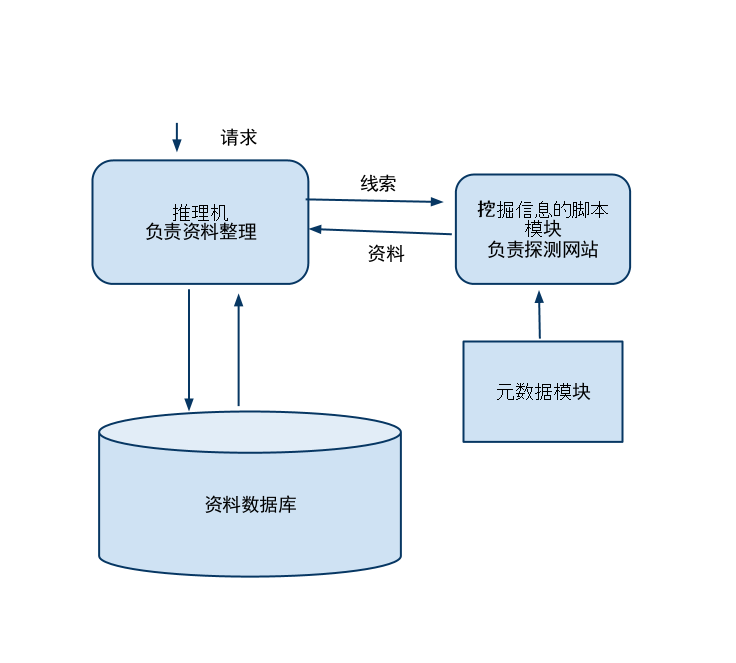 请求
线索
推理机
负责资料整理
挖掘信息的脚本
模块
负责探测网站
资料
元数据模块
资料数据库